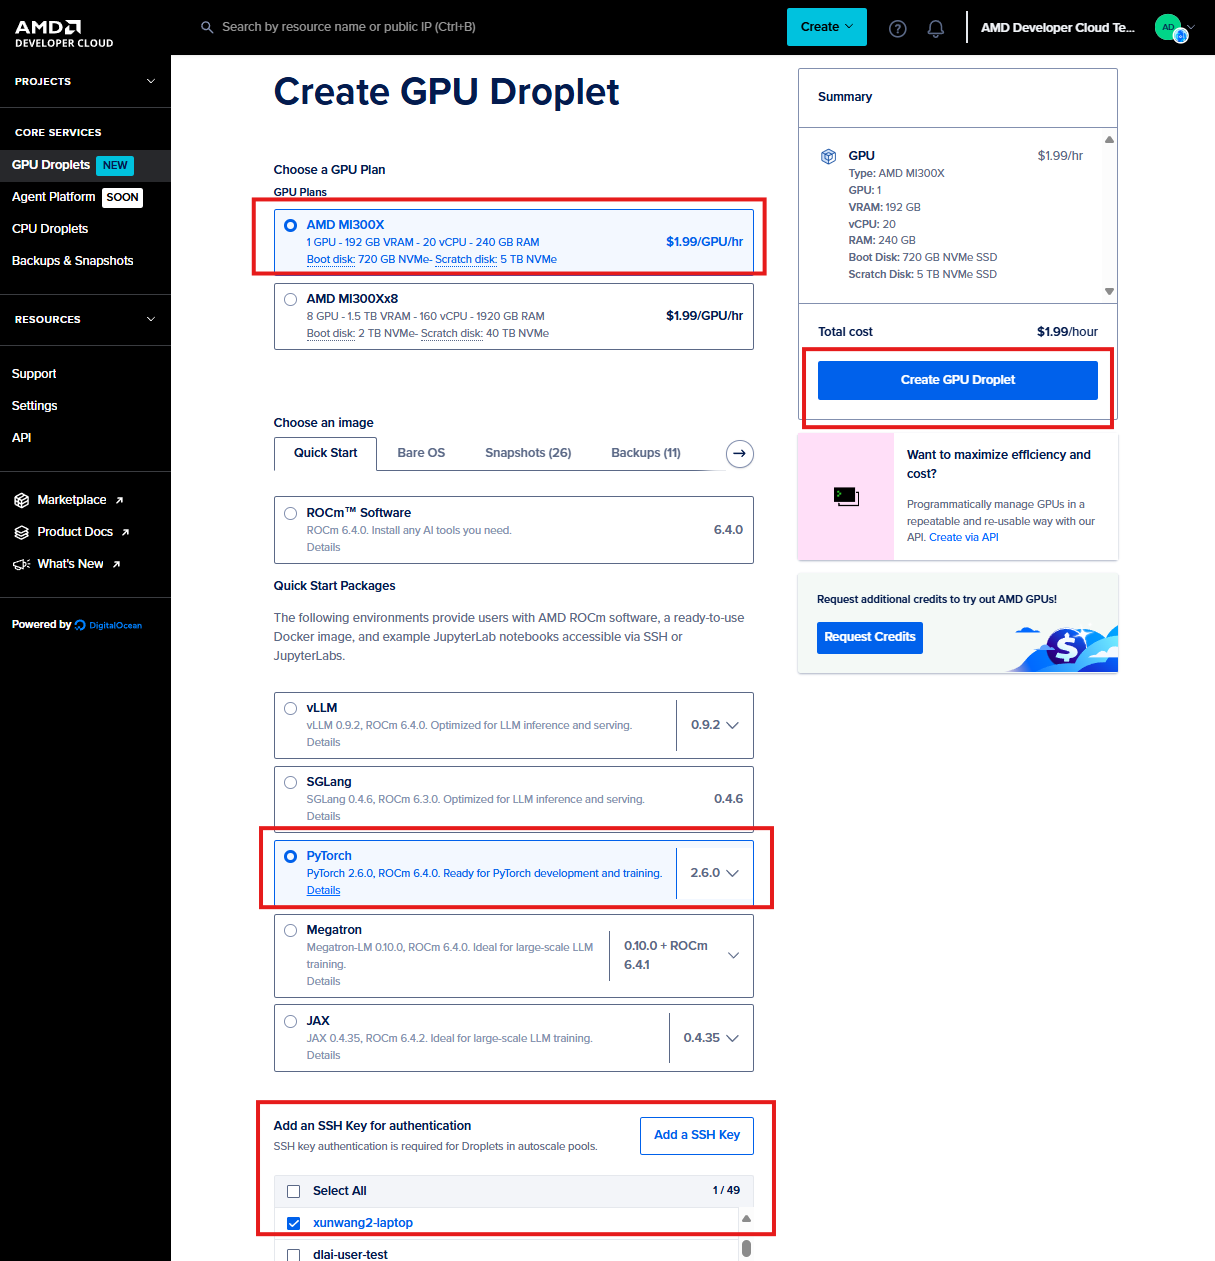 AMD
DEVELOPER CLOUD
Search by resource name or public IP (Ctrl+B)
Create
AMD Developer Cloud Te...
AD
PROJECTS
CORE SERVICES
GPU Droplets NEW
Agent Platform SOON
CPU Droplets
Backups & Snapshots
RESOURCES
Support
Settings
API
Marketplace
Product Docs
What's New
Powered by DigitalOcean
Create GPU Droplet
Choose a GPU Plan
GPU Plans
AMD MI300X
1 GPU - 192 GB VRAM - 20 vCPU - 240 GB RAM
Boot disk: 720 GB NVMe- Scratch disk: 5 TB NVMe
$1.99/GPU/hr
AMD MI300Xx8
8 GPU - 1.5 TB VRAM - 160 vCPU - 1920 GB RAM
Boot disk: 2 TB NVMe- Scratch disk: 40 TB NVMe
$1.99/GPU/hr
Choose an image
Quick Start
Bare OS
Snapshots (26)
Backups (11)
ROCm™ Software
ROCm 6.4.0. Install any AI tools you need.
Details
6.4.0
Quick Start Packages
The following environments provide users with AMD ROCm software, a ready-to-use
Docker image, and example JupyterLab notebooks accessible via SSH or
JupyterLabs.
vLLM
vLLM 0.9.2, ROCm 6.4.0. Optimized for LLM inference and serving.
Details
0.9.2
SGLang
SGLang 0.4.6, ROCm 6.3.0. Optimized for LLM inference and serving.
Details
0.4.6
PyTorch
PyTorch 2.6.0, ROCm 6.4.0. Ready for PyTorch development and training.
Details
2.6.0
Megatron
Megatron-LM 0.10.0, ROCm 6.4.0. Ideal for large-scale LLM
training.
Details
0.10.0 + ROCm
6.4.1
JAX
JAX 0.4.35, ROCm 6.4.2. Ideal for large-scale LLM training.
Details
0.4.35
Add an SSH Key for authentication
SSH key authentication is required for Droplets in autoscale pools.
Add a SSH Key
Select All
1 / 49
xunwang2-laptop
dlai-user-test
Summary
GPU
$1.99/hr
Type: AMD MI300X
GPU: 1
VRAM: 192 GB
vCPU: 20
RAM: 240 GB
Boot Disk: 720 GB NVMe SSD
Scratch Disk: 5 TB NVMe SSD
Total cost
$1.99/hour
Create GPU Droplet
Want to maximize efficiency and
cost?
Programmatically manage GPUs in a
repeatable and re-usable way with our
API. Create via API
Request additional credits to try out AMD GPUs!
Request Credits